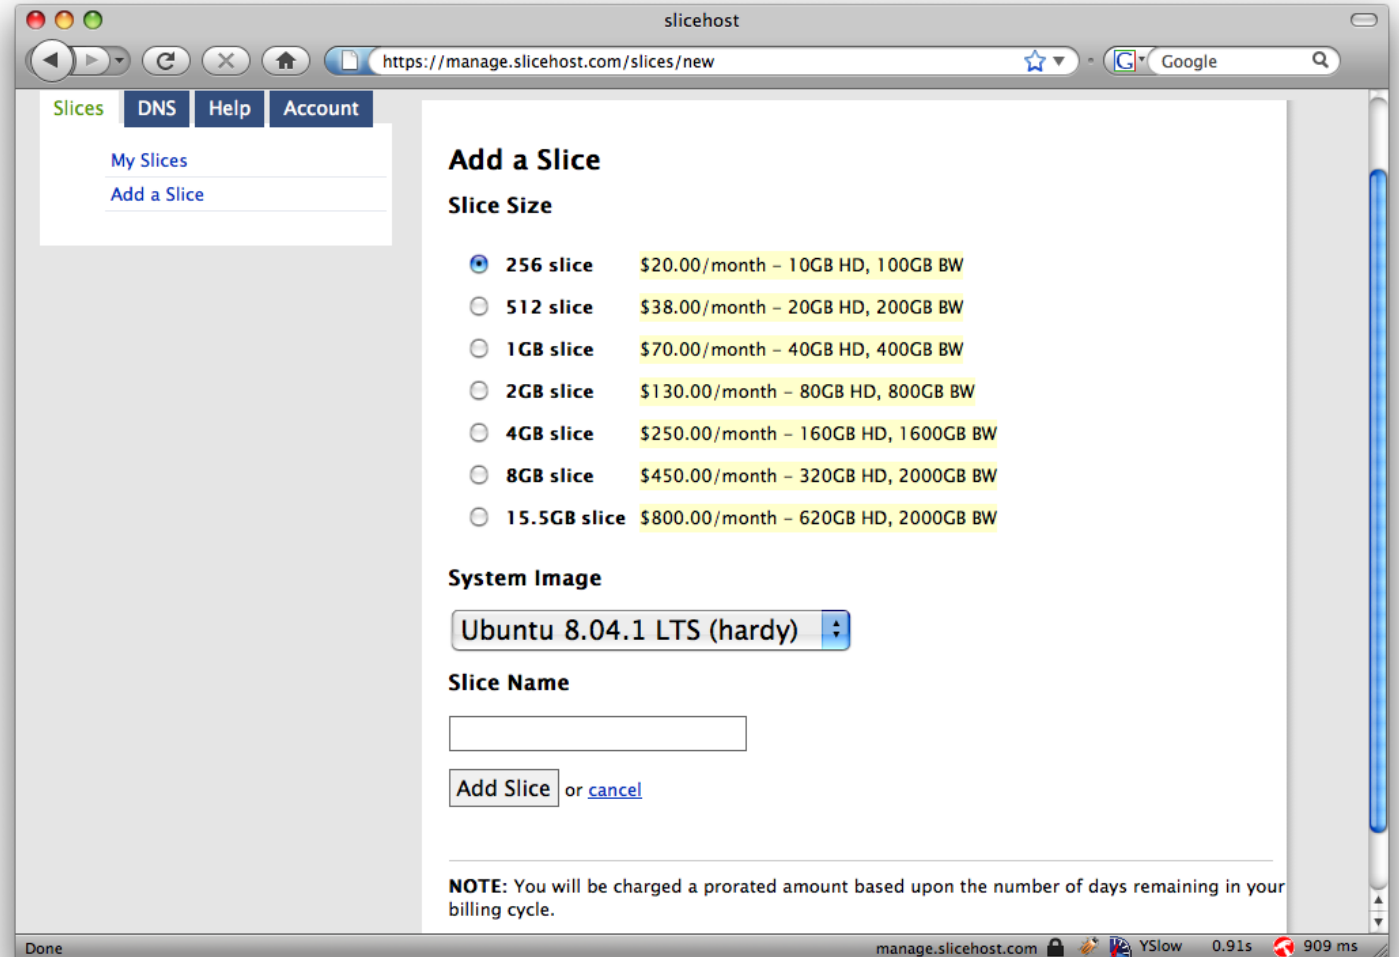 slicehost
https://manage.slicehost.com/slices/new
Google
Slices DNS Help Account
My Slices
Add a Slice
Add a Slice
Slice Size
256 slice $20.00/month – 10GB HD, 100GB BW
512 slice $38.00/month – 20GB HD, 200GB BW
1GB slice $70.00/month – 40GB HD, 400GB BW
2GB slice $130.00/month – 80GB HD, 800GB BW
4GB slice $250.00/month – 160GB HD, 1600GB BW
8GB slice $450.00/month – 320GB HD, 2000GB BW
15.5GB slice $800.00/month – 620GB HD, 2000GB BW
System Image
Ubuntu 8.04.1 LTS (hardy)
Slice Name
Add Slice or cancel
NOTE: You will be charged a prorated amount based upon the number of days remaining in your
billing cycle.
Done manage.slicehost.com YSlow 0.91s 909 ms